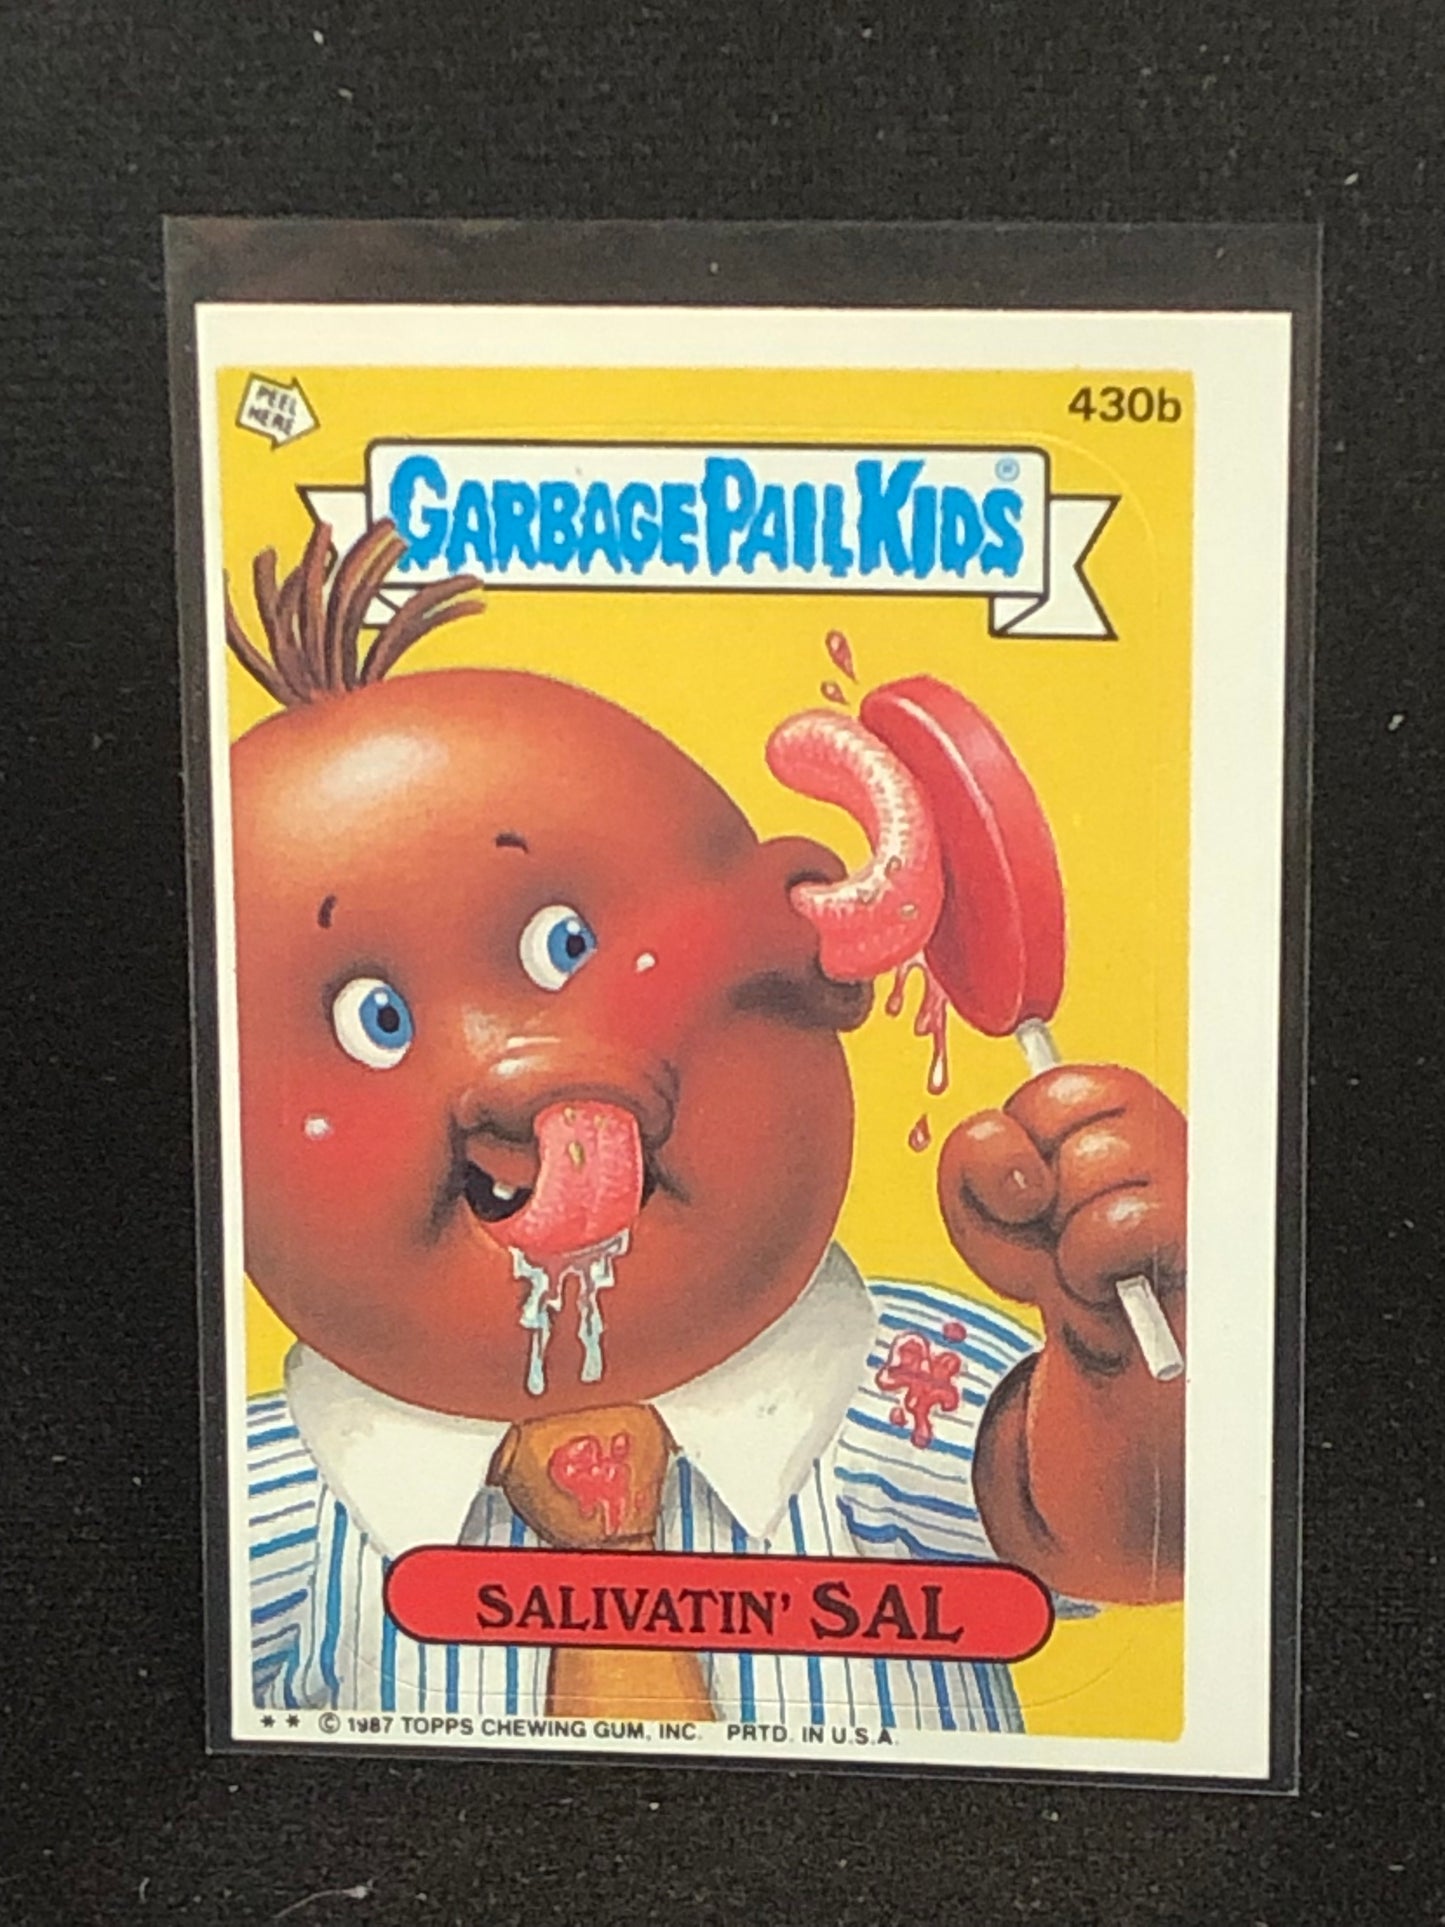 PEEL
HERE
430b
GARBAGE PAIL KIDS®
SALIVATIN' SAL
** © 1987 TOPPS CHEWING GUM, INC. PRTD. IN U.S.A.